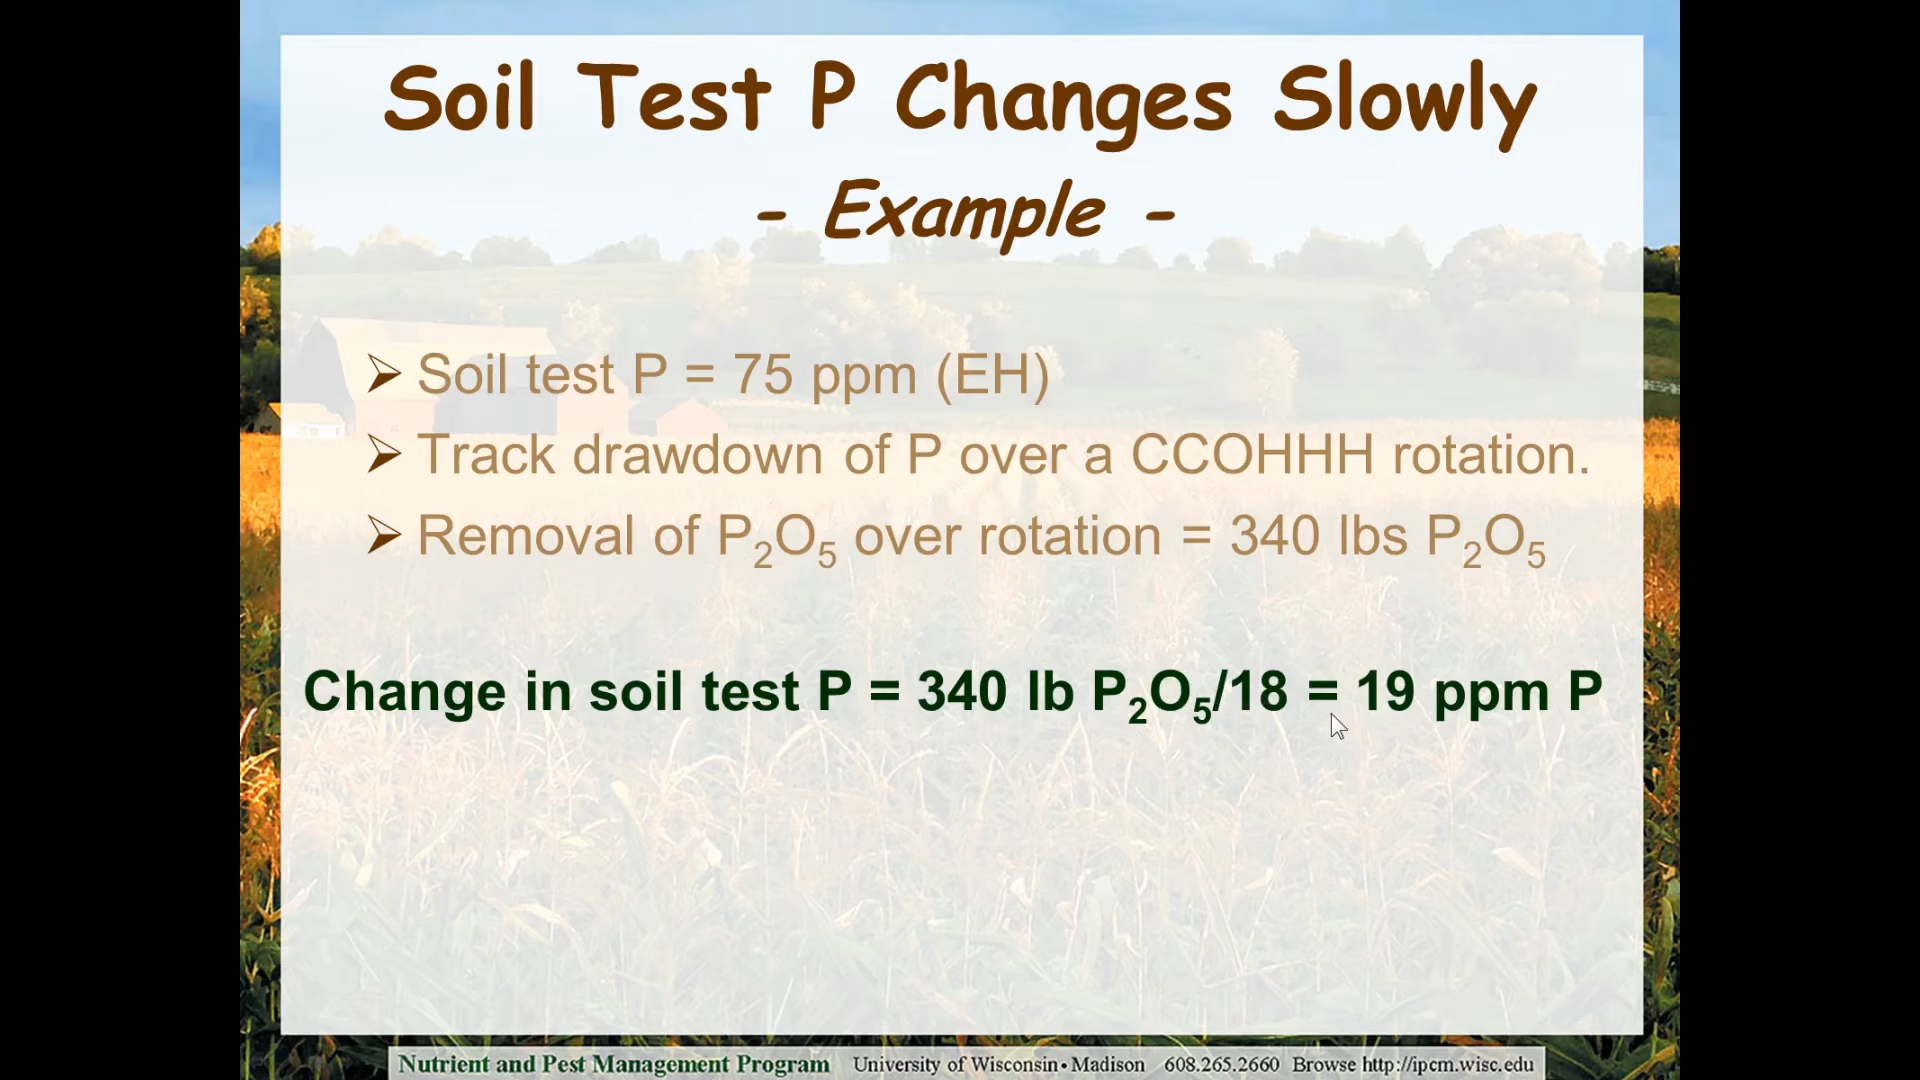 Soil Test P Changes Slowly
- Example -
➢ Soil test P = 75 ppm (EH)
➢ Track drawdown of P over a CCOHHH rotation.
➢ Removal of P₂O₅ over rotation = 340 lbs P₂O₅
Change in soil test P = 340 lb P₂O₅/18 = 19 ppm P
Nutrient and Pest Management Program University of Wisconsin•Madison 608.265.2660 Browse http://ipcm.wisc.edu